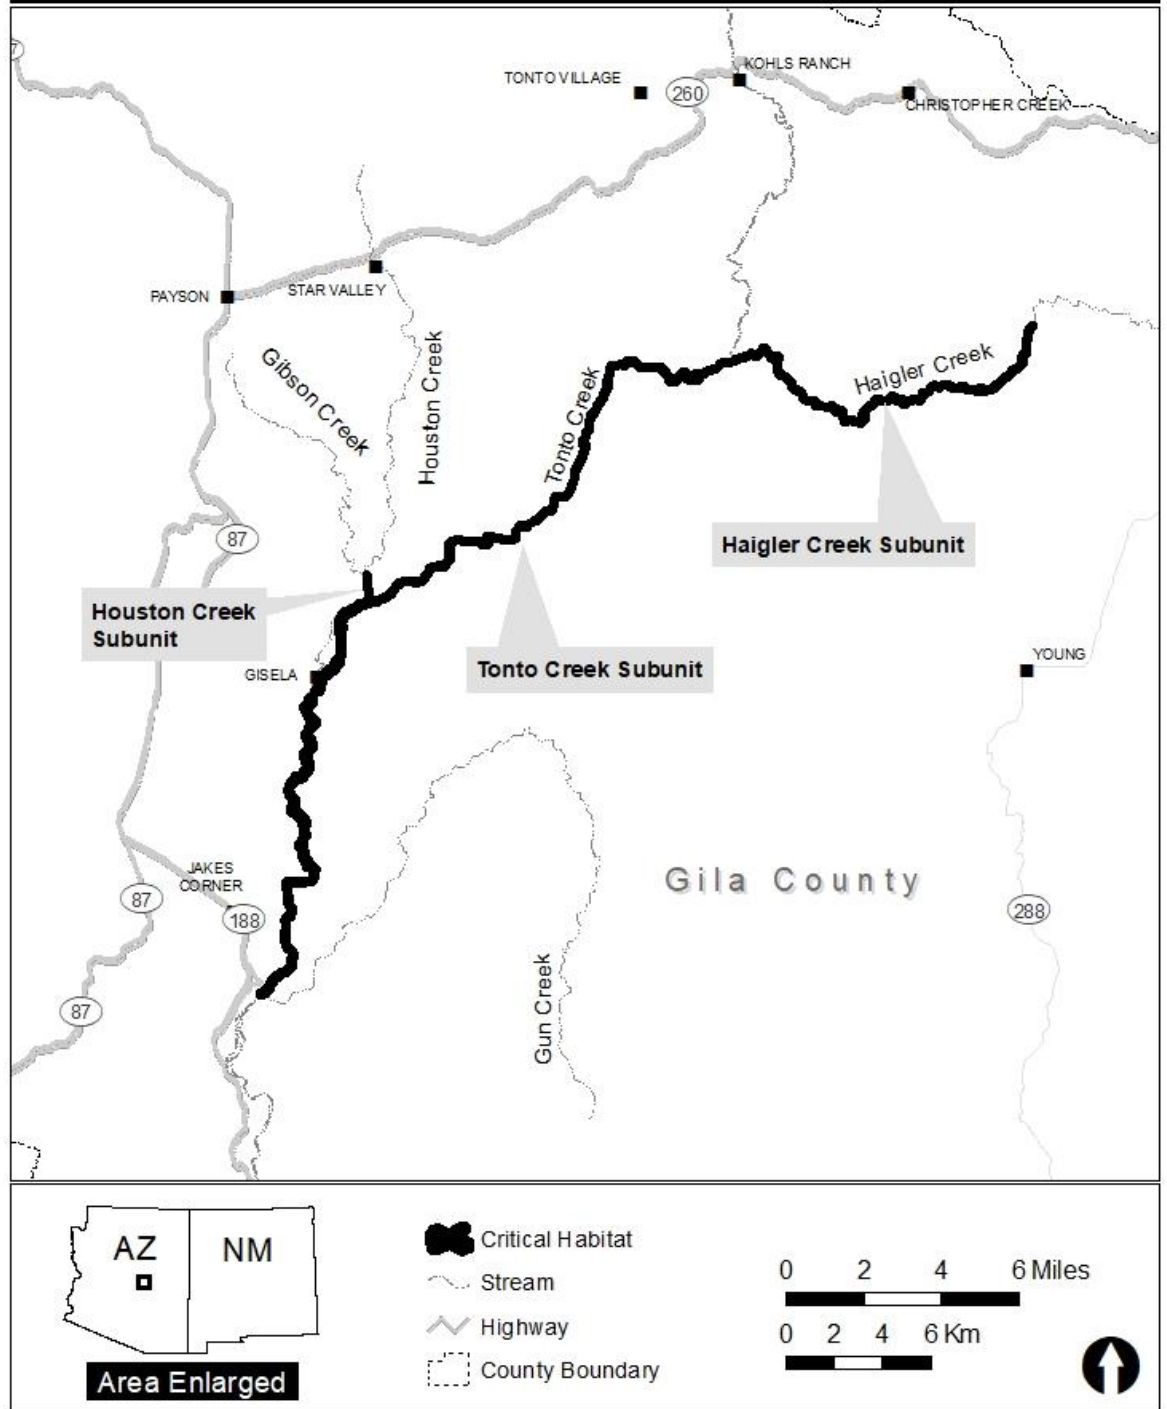 7
KOHLS RANCH
TONTO VILLAGE
260
CHRISTOPHER CREEK
STAR VALLEY
PAYSON
Gibson Creek
Houston Creek
Tonto Creek
Haigler Creek
87
Haigler Creek Subunit
Houston Creek
Subunit
Tonto Creek Subunit
GISELA
YOUNG
JAKES
CORNER
87
188
Gila County
288
Gun Creek
87
AZ
NM
Area Enlarged
Critical Habitat
Stream
Highway
County Boundary
0 2 4 6 Miles
0 2 4 6 Km